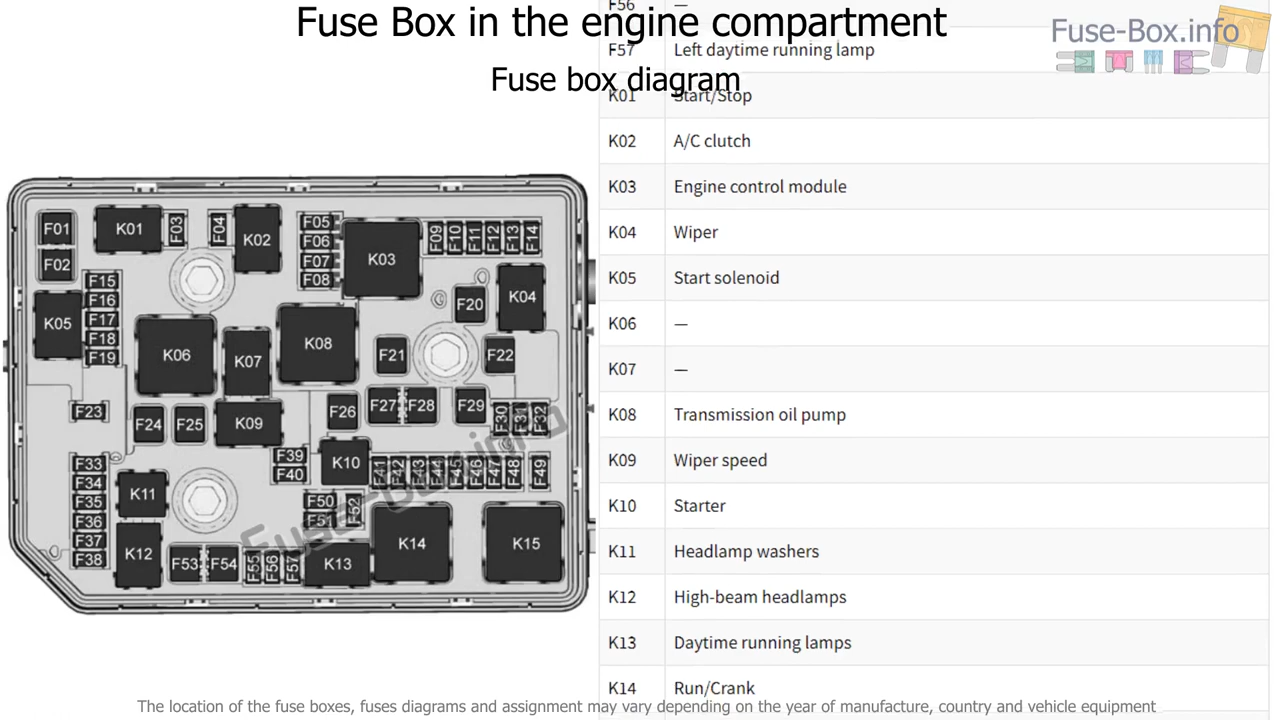 Fuse Box in the engine compartment
Fuse box diagram
Fuse-Box.info
F56 —
F57 Left daytime running lamp
K01 Start/Stop
K02 A/C clutch
K03 Engine control module
K04 Wiper
K05 Start solenoid
K06 —
K07 —
K08 Transmission oil pump
K09 Wiper speed
K10 Starter
K11 Headlamp washers
K12 High-beam headlamps
K13 Daytime running lamps
K14 Run/Crank
F01 K01 F03 F04 K02 F05 F06 F07 F08 K03 F09 F10 F11 F12 F13 F14
F02
F15 F16 F17 F18 F19
K05 K06 K07 K08 F20 K04
F21 F22
F23 F24 F25 K09 F26 F27 F28 F29 F30 F31 F32
F39 F40 K10 F41 F42 F43 F44 F45 F46 F47 F48 F49
F33 F34 F35 F36 F37 F38
K11 F50 F51 F52
K12 F53 F54 F55 F56 F57 K13 K14 K15
Fuse-Box.info
The location of the fuse boxes, fuses diagrams and assignment may vary depending on the year of manufacture, country and vehicle equipment